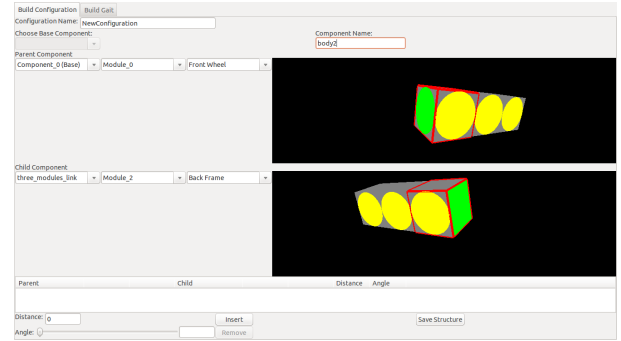 Build Configuration Build Gait
Configuration Name: NewConfiguration
Choose Base Component: Component Name:
body2
Parent Component
Component_0 (Base) Module_0 Front Wheel
Child Component
three_modules_link Module_2 Back Frame
Parent Child Distance Angle
Distance: 0 Insert Save Structure
Angle: Remove